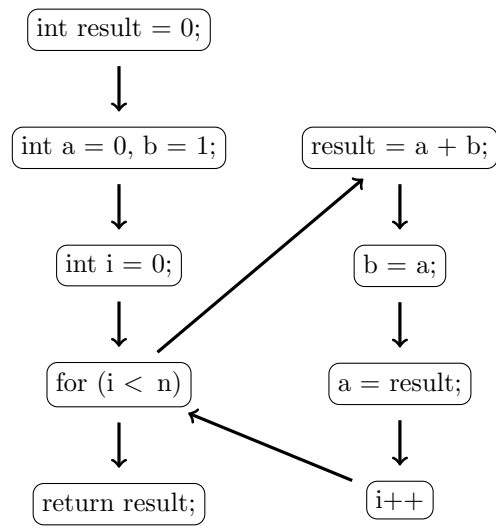 int result = 0;
int a = 0, b = 1;
int i = 0;
for (i < n)
return result;
result = a + b;
b = a;
a = result;
i++